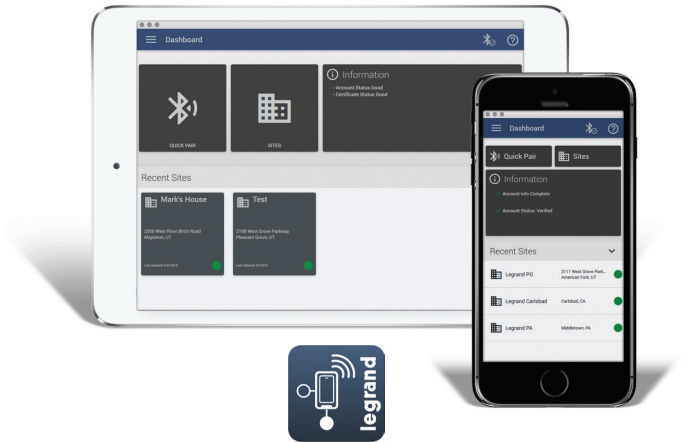 Dashboard
Information
- Account Status Good
- Certificate Status Good
QUICK PAIR
SITES
Recent Sites
Mark's House
2036 West River Birch Road
Mapleton, UT
Test
2168 West Grove Parkway
Pleasant Grove, UT
Dashboard
Quick Pair
Sites
Information
Account Info Complete
Account Status: Verified
Recent Sites
Legrand PG
2111 West Grove Park..
American Fork, UT
Legrand Carlsbad
Carlsbad, CA
Legrand PA
Middletown, PA
legrand